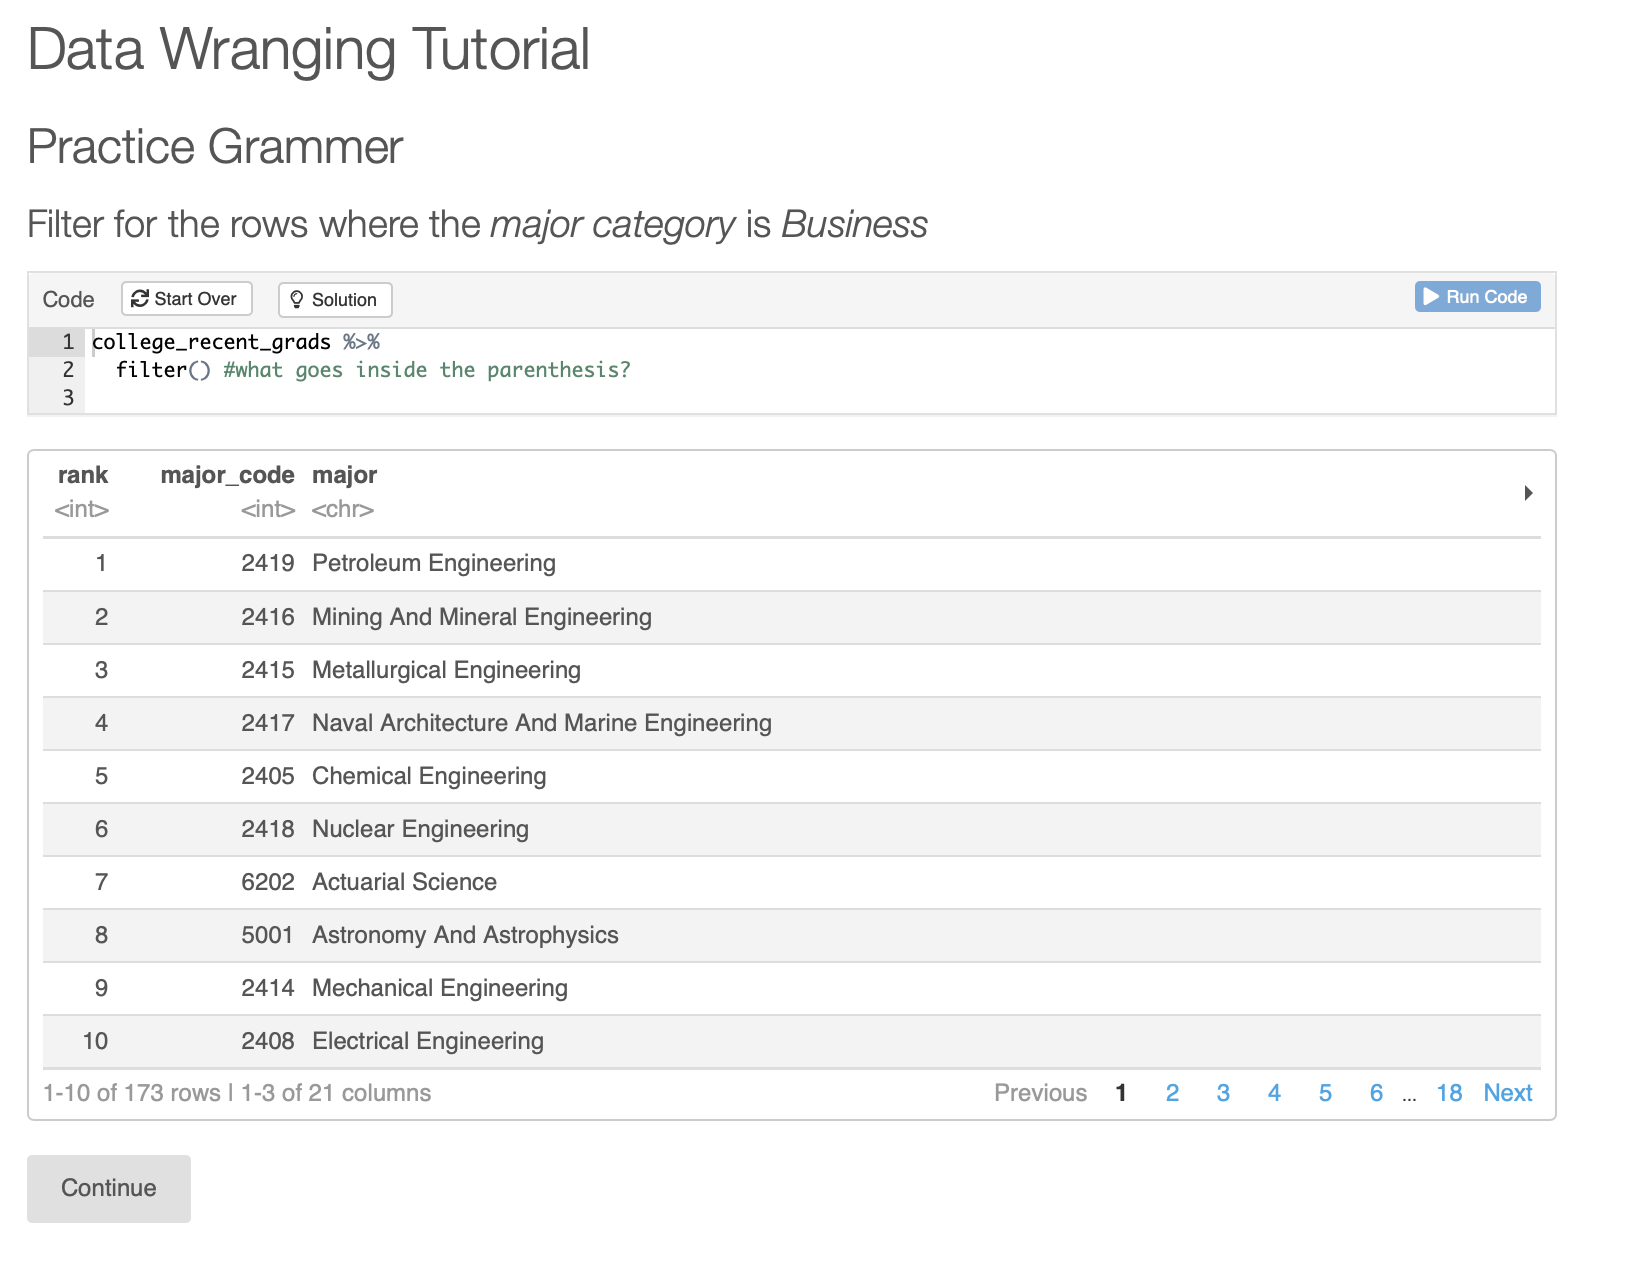 Data Wranging Tutorial
Practice Grammer
Filter for the rows where the major category is Business
Code Start Over Solution Run Code
1 college_recent_grads %>%
2 filter() #what goes inside the parenthesis?
3
rank major_code major
<int> <int> <chr>
1 2419 Petroleum Engineering
2 2416 Mining And Mineral Engineering
3 2415 Metallurgical Engineering
4 2417 Naval Architecture And Marine Engineering
5 2405 Chemical Engineering
6 2418 Nuclear Engineering
7 6202 Actuarial Science
8 5001 Astronomy And Astrophysics
9 2414 Mechanical Engineering
10 2408 Electrical Engineering
1-10 of 173 rows | 1-3 of 21 columns Previous 1 2 3 4 5 6 ... 18 Next
Continue